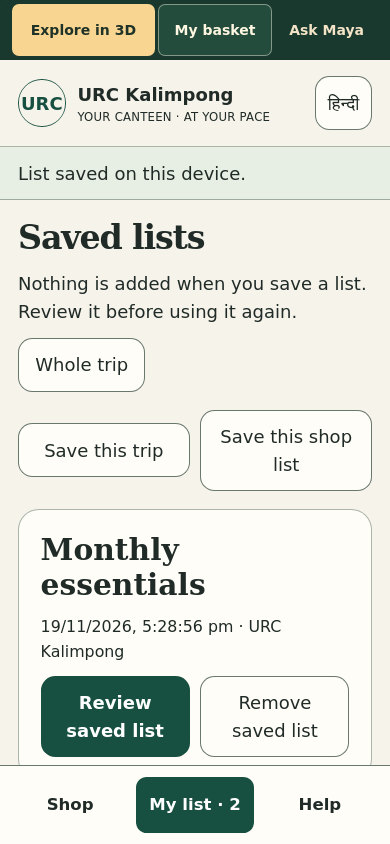 Explore in 3D
My basket
Ask Maya
URC
URC Kalimpong
YOUR CANTEEN · AT YOUR PACE
हिन्दी
List saved on this device.
Saved lists
Nothing is added when you save a list.
Review it before using it again.
Whole trip
Save this trip
Save this shop
list
Monthly
essentials
19/11/2026, 5:28:56 pm · URC
Kalimpong
Review
saved list
Remove
saved list
Shop
My list · 2
Help